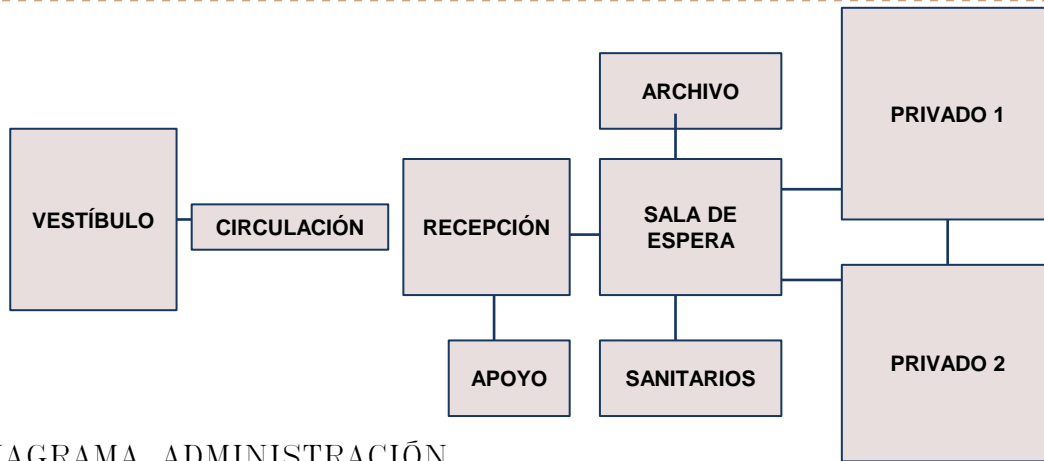 ARCHIVO
PRIVADO 1
VESTÍBULO
CIRCULACIÓN
RECEPCIÓN
SALA DE
ESPERA
APOYO
SANITARIOS
PRIVADO 2
ADMINISTRACIÓN